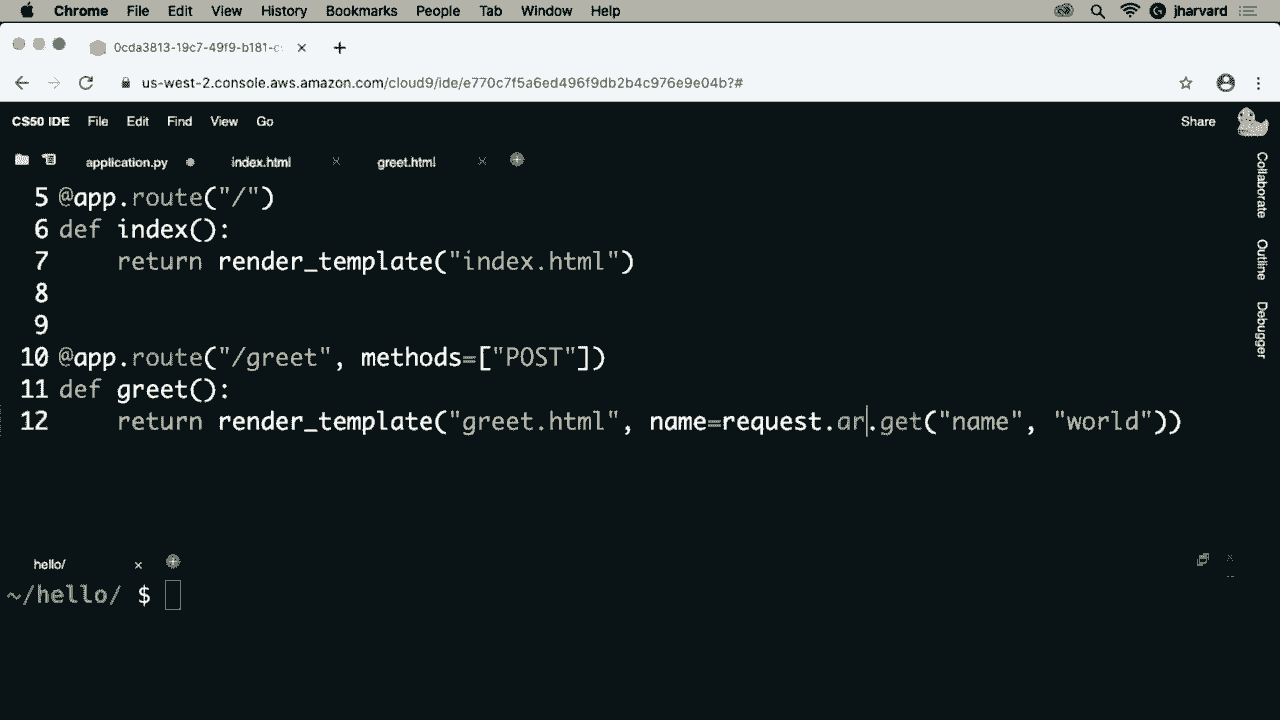 Chrome File Edit View History Bookmarks People Tab Window Help jharvard
0cda3813-19c7-49f9-b181-c
us-west-2.console.aws.amazon.com/cloud9/ide/e770c7f5a6ed496f9db2b4c976e9e04b?#
CS50 IDE File Edit Find View Go Share
application.py index.html greet.html
Collaborate
Outline
Debugger
5 @app.route("/")
6 def index():
7     return render_template("index.html")
8
9
10 @app.route("/greet", methods=["POST"])
11 def greet():
12     return render_template("greet.html", name=request.ar.get("name", "world"))
hello/
~/hello/ $